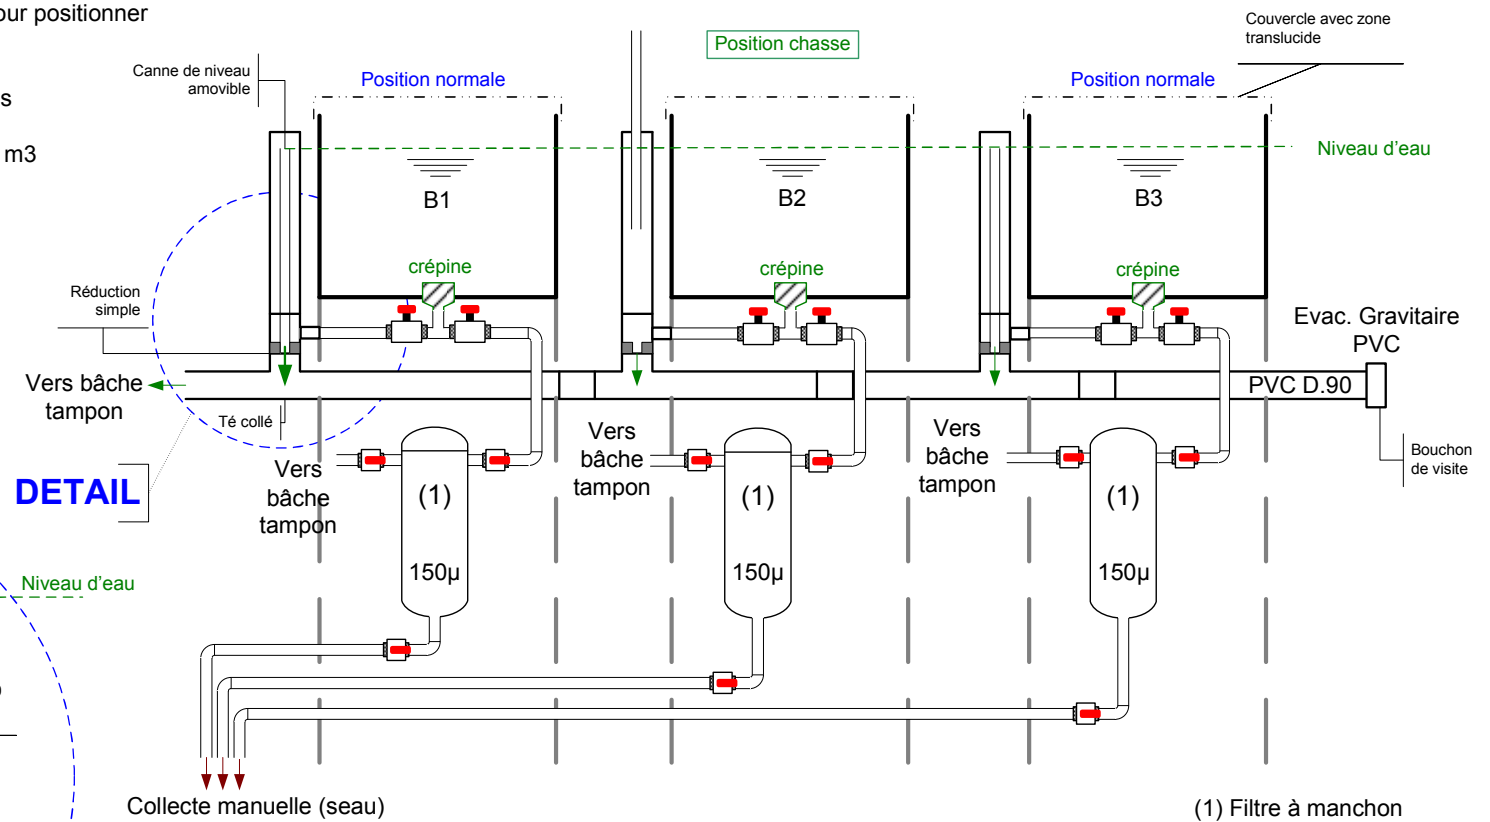 our positionner
Couvercle avec zone
translucide
Position chasse
Canne de niveau
amovible
Position normale
Position normale
s
m3
Niveau d'eau
B1
B2
B3
crépine
crépine
crépine
Réduction
simple
Evac. Gravitaire
PVC
Vers bâche
tampon
PVC D.90
Té collé
Vers
bâche
tampon
Vers
bâche
tampon
Vers
bâche
tampon
Bouchon
de visite
DETAIL
(1)
(1)
(1)
150µ
150µ
150µ
Niveau d'eau
Collecte manuelle (seau)
(1) Filtre à manchon